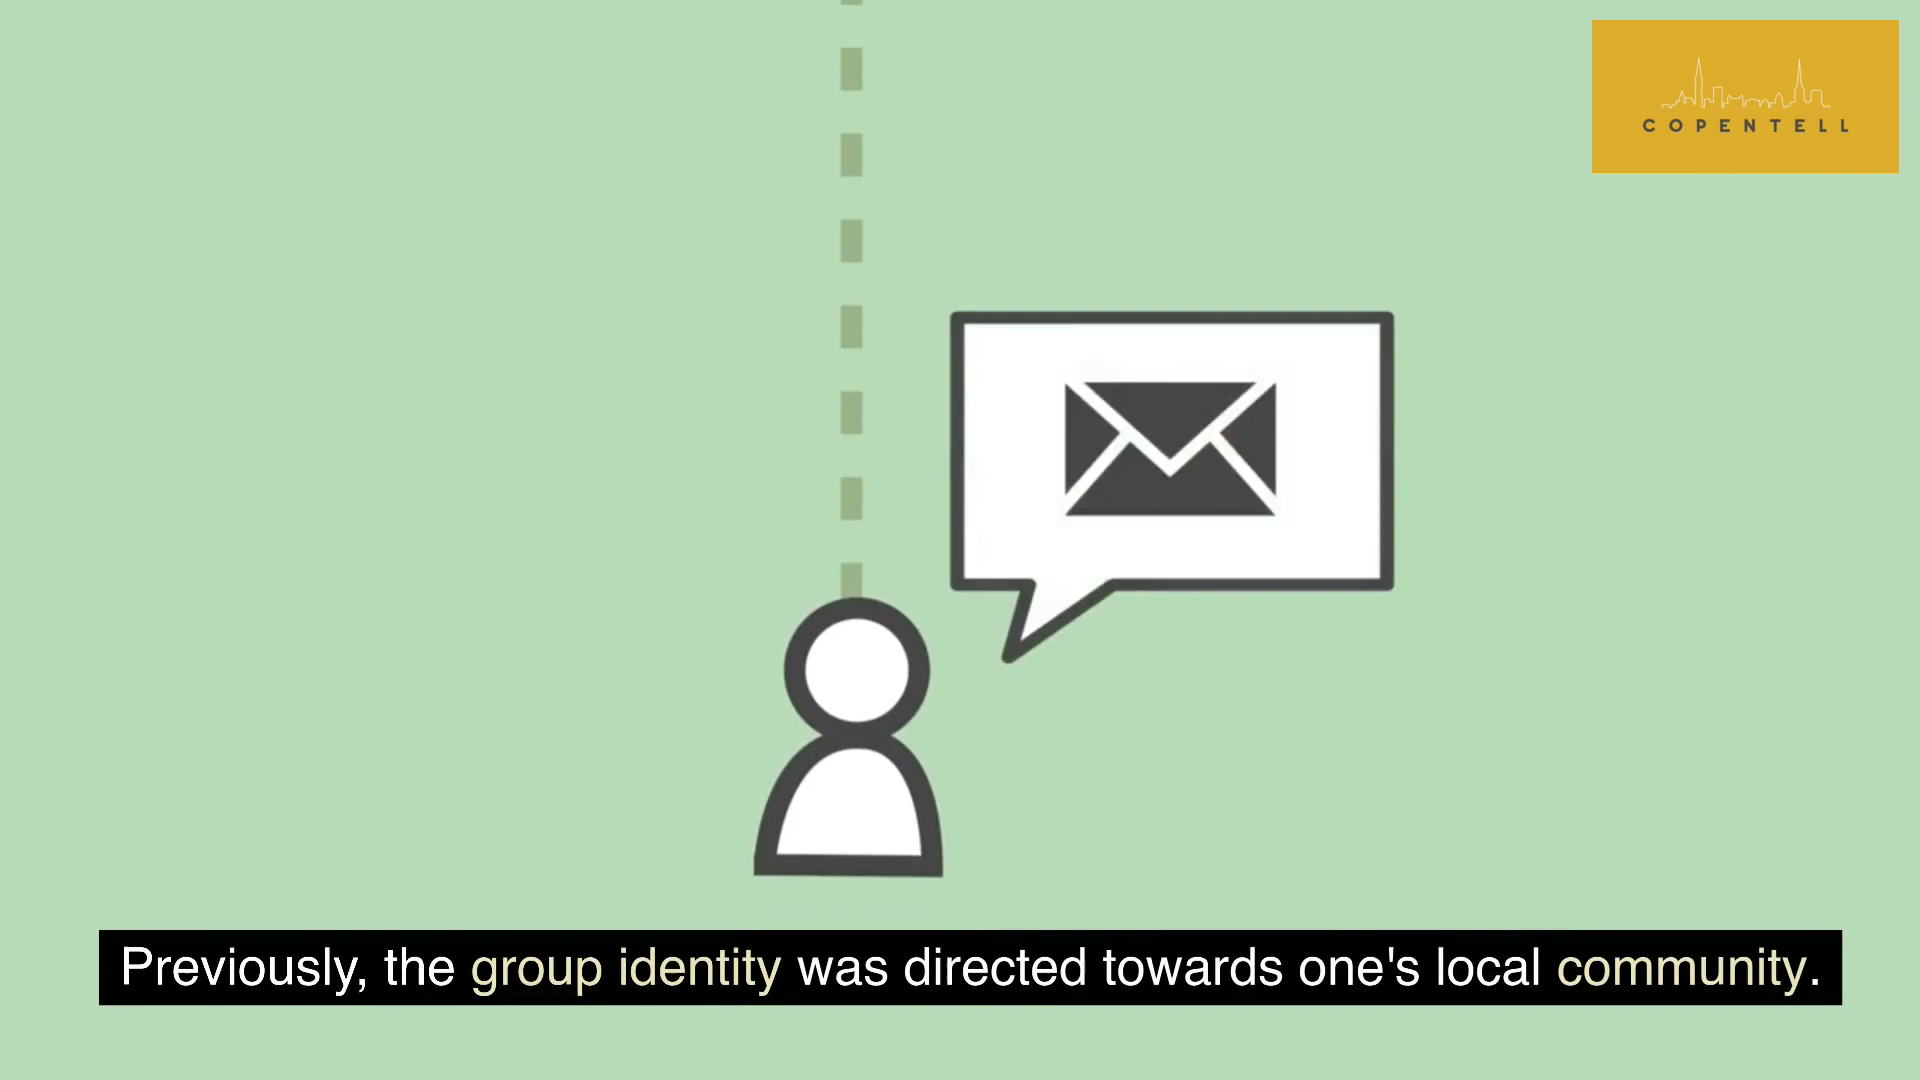 COPENTELL
Previously, the group identity was directed towards one's local community.